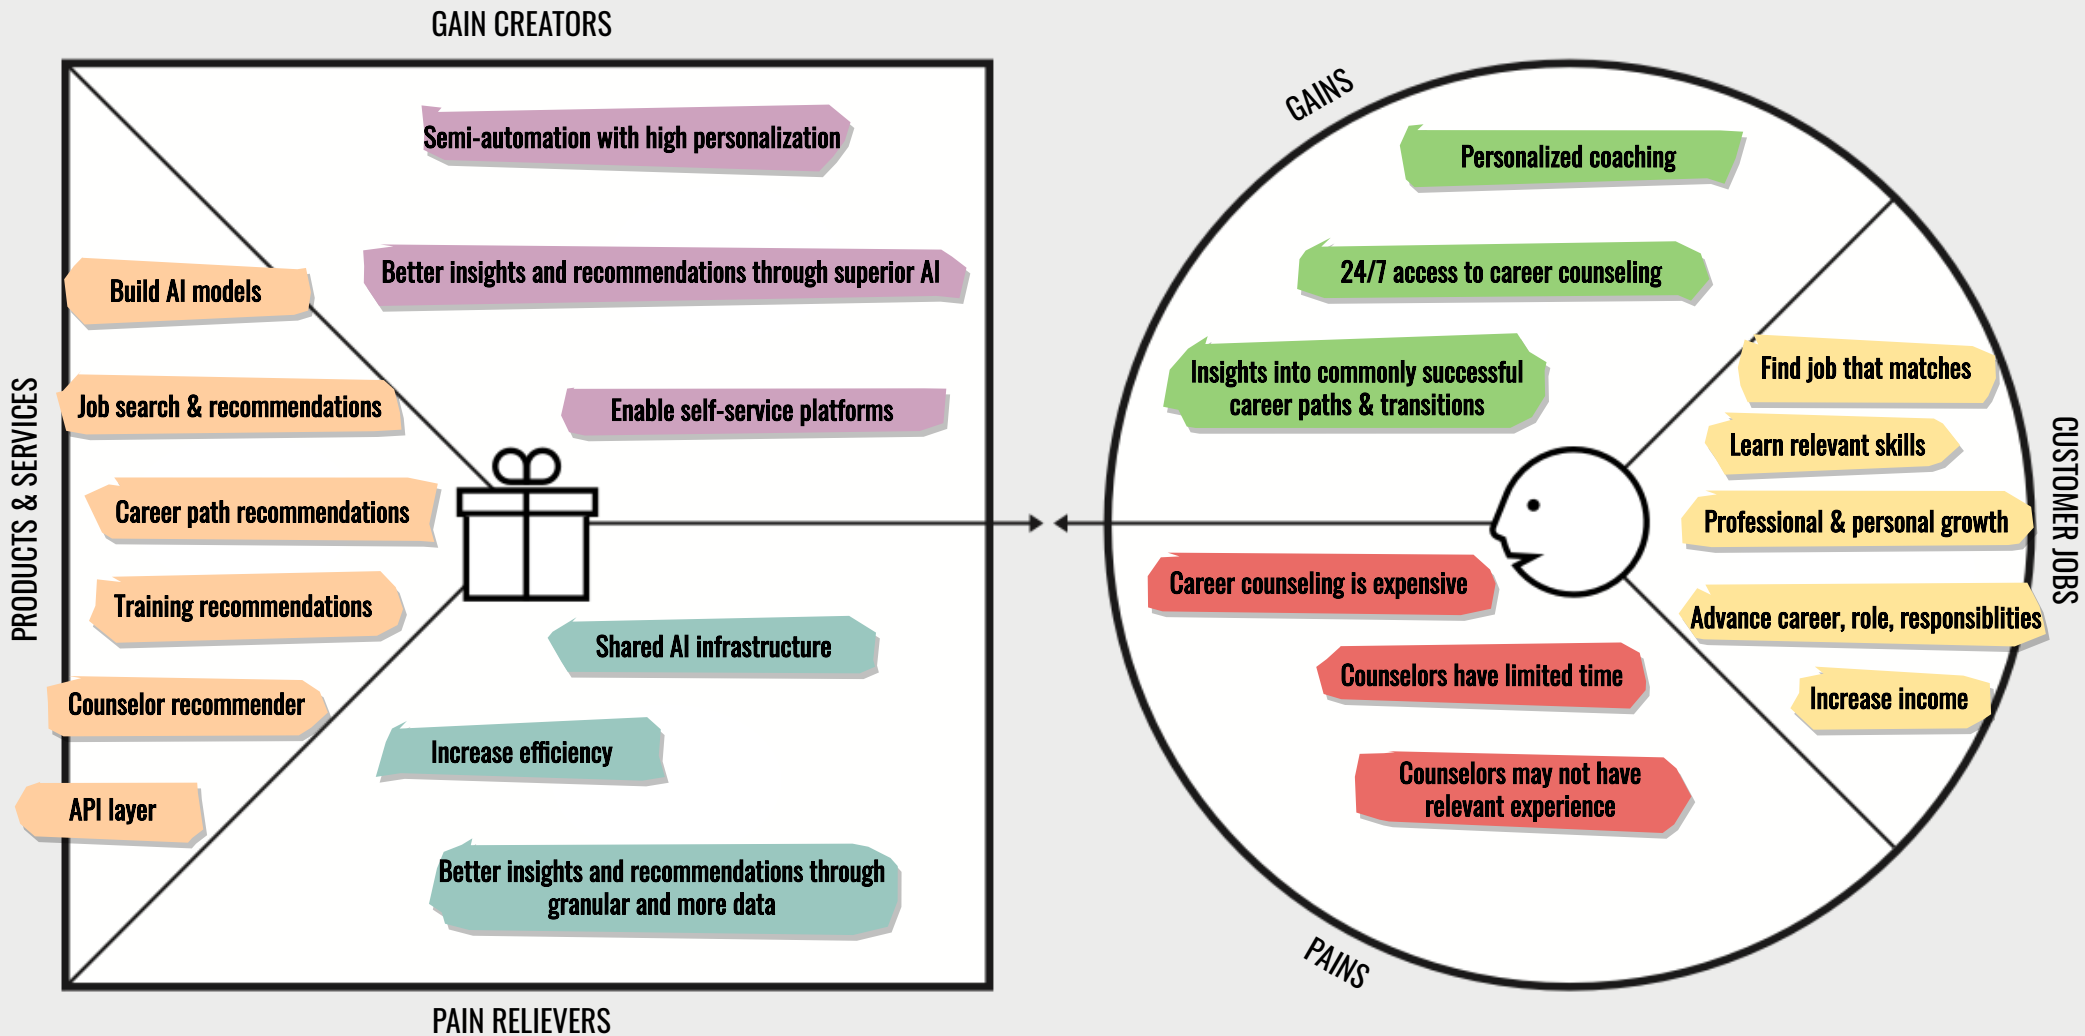 GAIN CREATORS
Semi-automation with high personalization
Better insights and recommendations through superior AI
Enable self-service platforms
PRODUCTS & SERVICES
Build AI models
Job search & recommendations
Career path recommendations
Training recommendations
Counselor recommender
API layer
Shared AI infrastructure
Increase efficiency
Better insights and recommendations through
granular and more data
PAIN RELIEVERS
GAINS
Personalized coaching
24/7 access to career counseling
Insights into commonly successful
career paths & transitions
CUSTOMER JOBS
Find job that matches
Learn relevant skills
Professional & personal growth
Advance career, role, responsiblities
Increase income
Career counseling is expensive
Counselors have limited time
Counselors may not have
relevant experience
PAINS